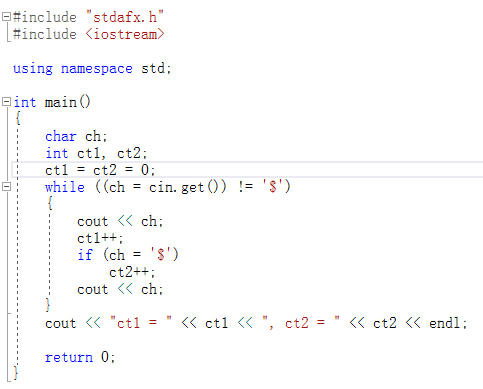 #include "stdafx.h"
#include <iostream>
using namespace std;
int main()
{
char ch;
int ct1, ct2;
ct1 = ct2 = 0;
while ((ch = cin.get()) != '$')
{
cout << ch;
ct1++;
if (ch = '$')
ct2++;
cout << ch;
}
cout << "ct1 = " << ct1 << ", ct2 = " << ct2 << endl;
return 0;
}